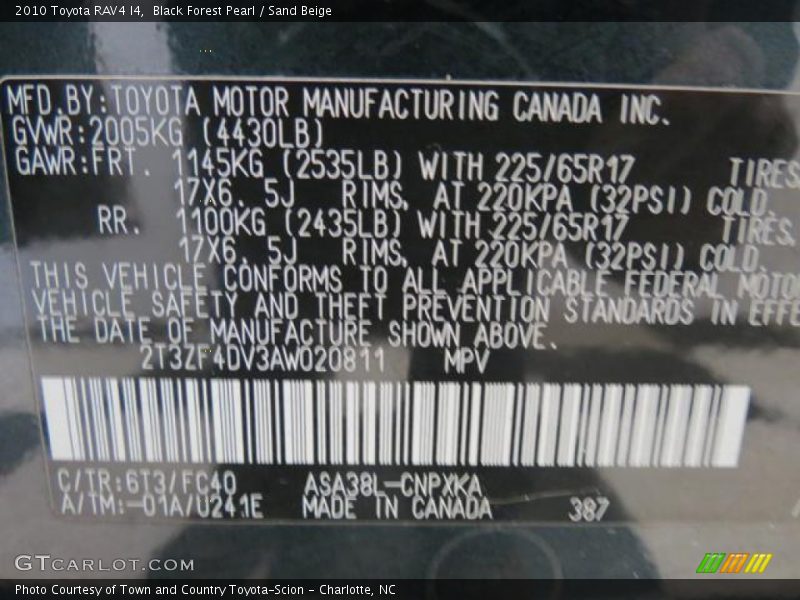 2010 Toyota RAV4 I4, Black Forest Pearl / Sand Beige
MFD.BY:TOYOTA MOTOR MANUFACTURING CANADA INC.
GVWR:2005KG (4430LB)
GAWR:FRT. 1145KG (2535LB) WITH 225/65R17 TIRES
17X6.5J RIMS, AT 220KPA (32PSI) COLD.
RR. 1100KG (2435LB) WITH 225/65R17 TIRES,
17X6.5J RIMS, AT 220KPA (32PSI) COLD.
THIS VEHICLE CONFORMS TO ALL APPLICABLE FEDERAL MOTO
VEHICLE SAFETY AND THEFT PREVENTION STANDARDS IN EFFE
THE DATE OF MANUFACTURE SHOWN ABOVE.
2T3ZF4DV3AW020811 MPV
C/TR:6T3/FC40 ASA38L-CNPXKA
A/TM:-01A/U241E MADE IN CANADA 387
GTCARLOT.COM
Photo Courtesy of Town and Country Toyota-Scion - Charlotte, NC